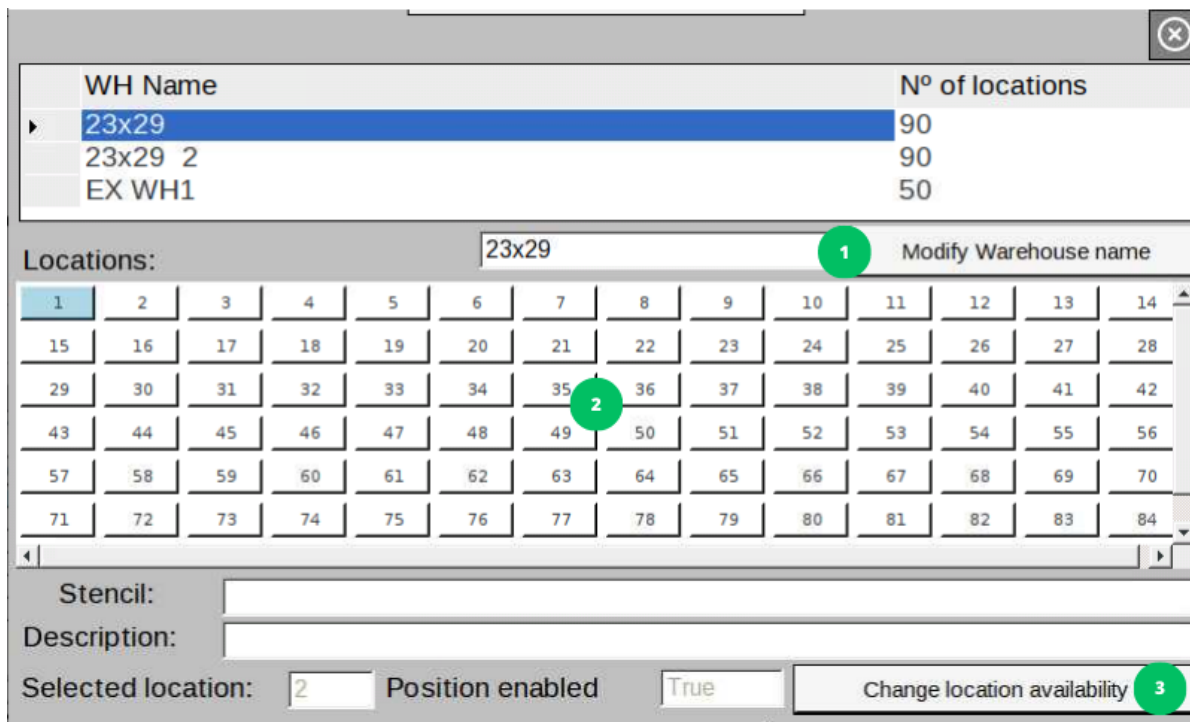 WH Name Nº of locations
23x29 90
23x29 2 90
EX WH1 50
Locations: 23x29 1 Modify Warehouse name
1 2 3 4 5 6 7 8 9 10 11 12 13 14
15 16 17 18 19 20 21 22 23 24 25 26 27 28
29 30 31 32 33 34 35 36 37 38 39 40 41 42
2
43 44 45 46 47 48 49 50 51 52 53 54 55 56
57 58 59 60 61 62 63 64 65 66 67 68 69 70
71 72 73 74 75 76 77 78 79 80 81 82 83 84
Stencil:
Description:
Selected location: 2 Position enabled True Change location availability 3